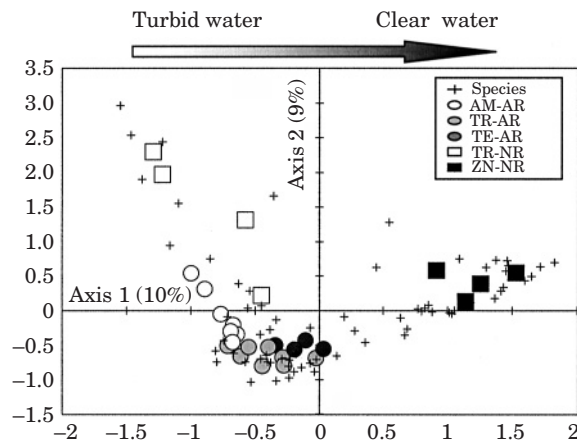 Turbid water Clear water
3.5
3.0
2.5
2.0
1.5
1.0
0.5
0
−0.5
−1.0
−1.5
Axis 2 (9%)
Axis 1 (10%)
Species
AM-AR
TR-AR
TE-AR
TR-NR
ZN-NR
−2 −1.5 −1 −0.5 0 0.5 1 1.5 2